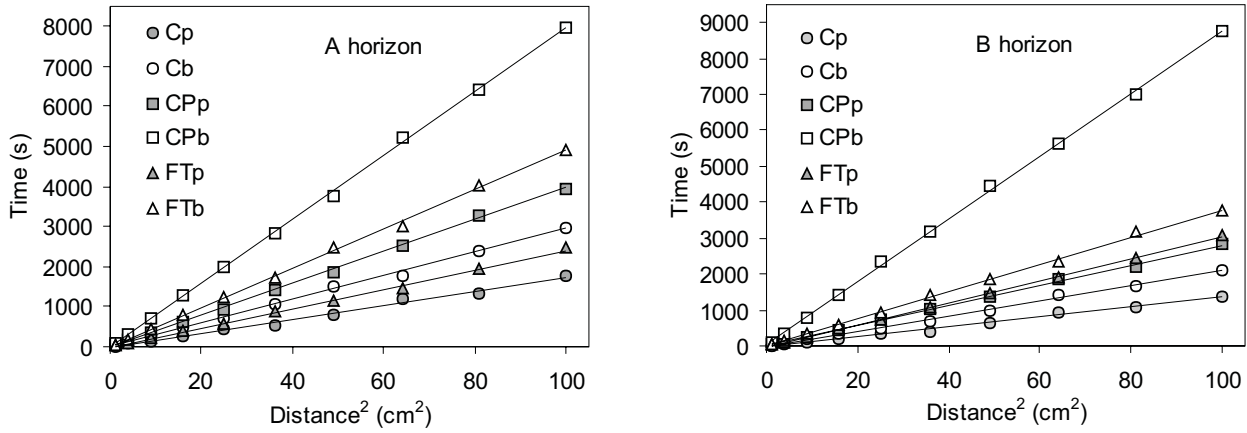 A horizon
Cp
Cb
CPp
CPb
FTp
FTb
8000
7000
6000
5000
4000
3000
2000
1000
0
Time (s)
0 20 40 60 80 100
Distance² (cm²)
B horizon
Cp
Cb
CPp
CPb
FTp
FTb
9000
8000
7000
6000
5000
4000
3000
2000
1000
0
Time (s)
0 20 40 60 80 100
Distance² (cm²)